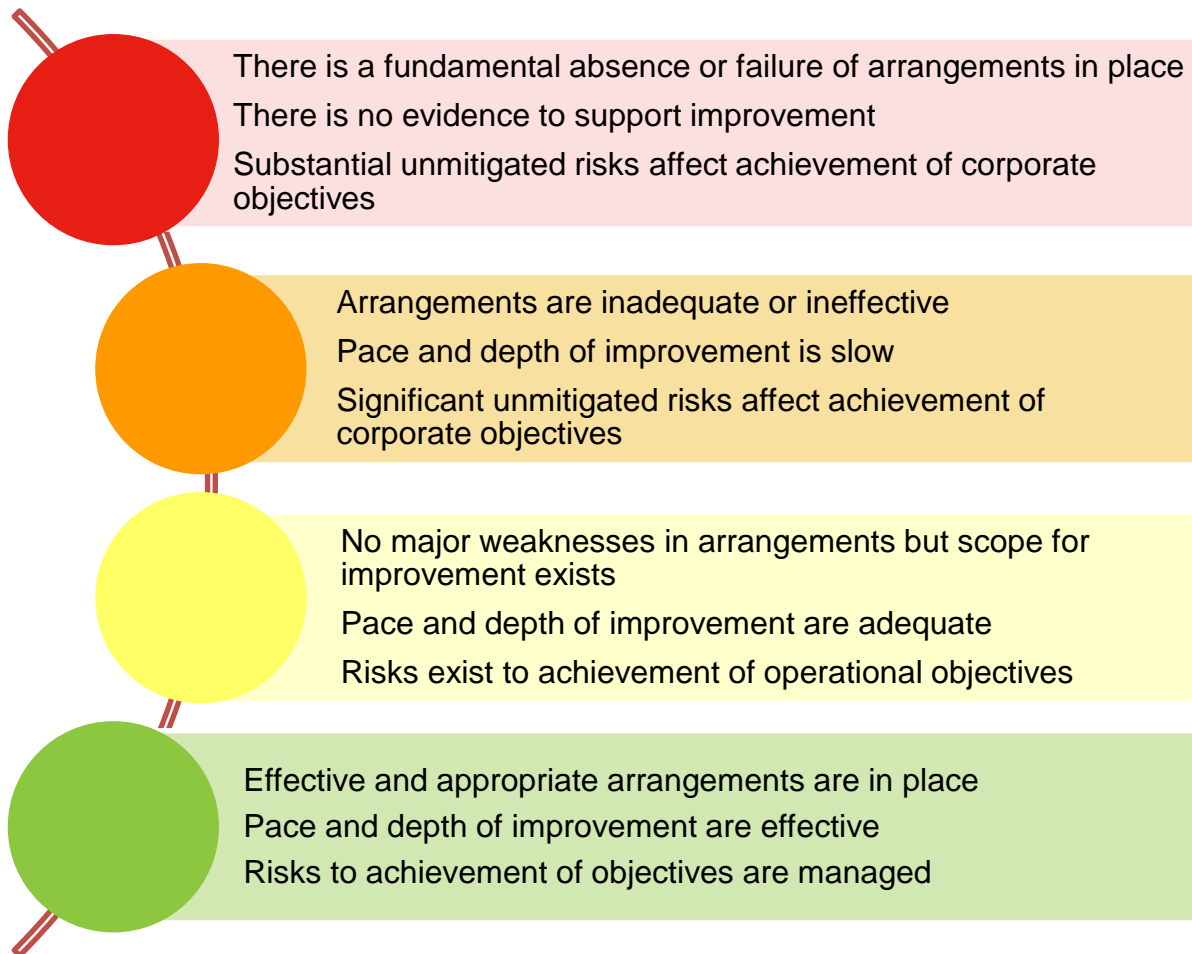 There is a fundamental absence or failure of arrangements in place
There is no evidence to support improvement
Substantial unmitigated risks affect achievement of corporate
objectives
Arrangements are inadequate or ineffective
Pace and depth of improvement is slow
Significant unmitigated risks affect achievement of
corporate objectives
No major weaknesses in arrangements but scope for
improvement exists
Pace and depth of improvement are adequate
Risks exist to achievement of operational objectives
Effective and appropriate arrangements are in place
Pace and depth of improvement are effective
Risks to achievement of objectives are managed